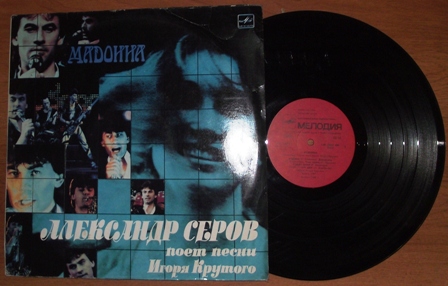 МАДОННА
АЛЕКСАНДР СЕРОВ
поет песни
Игоря Крутого
МЕЛОДИЯ